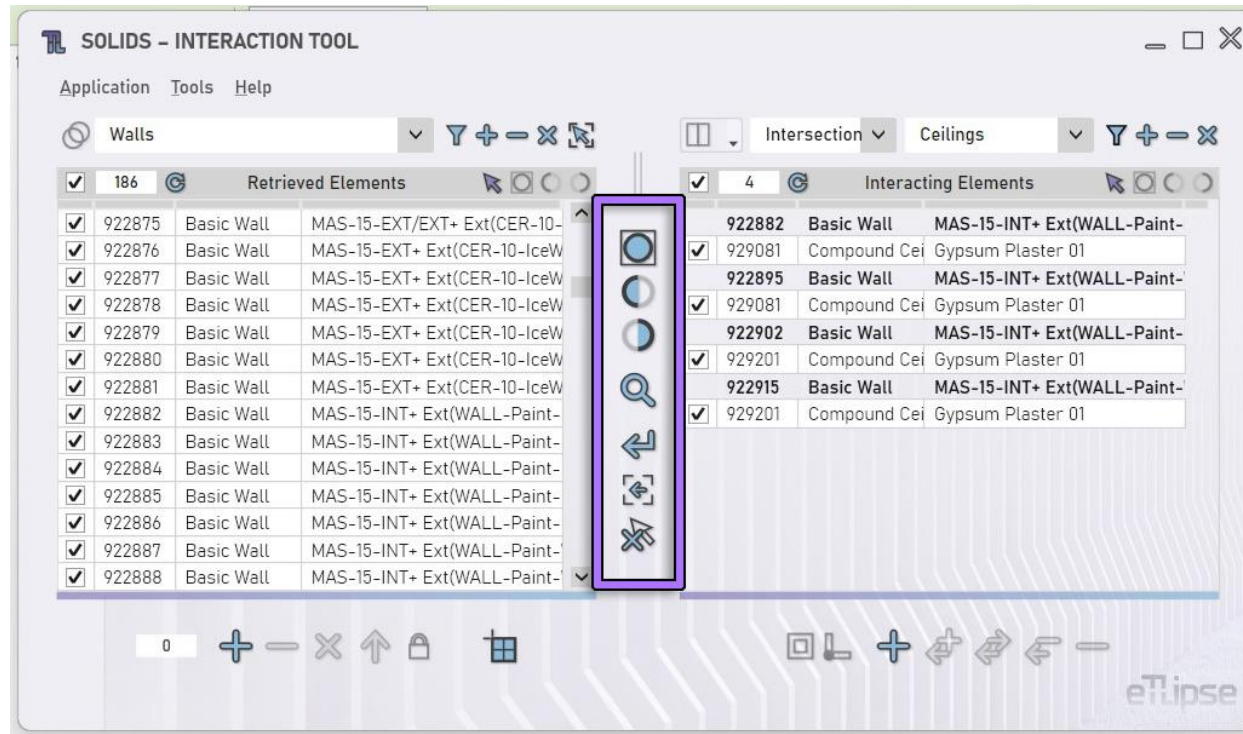 SOLIDS – INTERACTION TOOL
Application Tools Help
Walls
Intersection Ceilings
186 Retrieved Elements
4 Interacting Elements
922875 Basic Wall MAS-15-EXT/EXT+ Ext(CER-10-
922876 Basic Wall MAS-15-EXT+ Ext(CER-10-IceW
922877 Basic Wall MAS-15-EXT+ Ext(CER-10-IceW
922878 Basic Wall MAS-15-EXT+ Ext(CER-10-IceW
922879 Basic Wall MAS-15-EXT+ Ext(CER-10-IceW
922880 Basic Wall MAS-15-EXT+ Ext(CER-10-IceW
922881 Basic Wall MAS-15-EXT+ Ext(CER-10-IceW
922882 Basic Wall MAS-15-INT+ Ext(WALL-Paint-
922883 Basic Wall MAS-15-INT+ Ext(WALL-Paint-
922884 Basic Wall MAS-15-INT+ Ext(WALL-Paint-
922885 Basic Wall MAS-15-INT+ Ext(WALL-Paint-
922886 Basic Wall MAS-15-INT+ Ext(WALL-Paint-
922887 Basic Wall MAS-15-INT+ Ext(WALL-Paint-
922888 Basic Wall MAS-15-INT+ Ext(WALL-Paint-
922882 Basic Wall MAS-15-INT+ Ext(WALL-Paint-
929081 Compound Cei Gypsum Plaster 01
922895 Basic Wall MAS-15-INT+ Ext(WALL-Paint-
929081 Compound Cei Gypsum Plaster 01
922902 Basic Wall MAS-15-INT+ Ext(WALL-Paint-
929201 Compound Cei Gypsum Plaster 01
922915 Basic Wall MAS-15-INT+ Ext(WALL-Paint-
929201 Compound Cei Gypsum Plaster 01
0
eTLipse